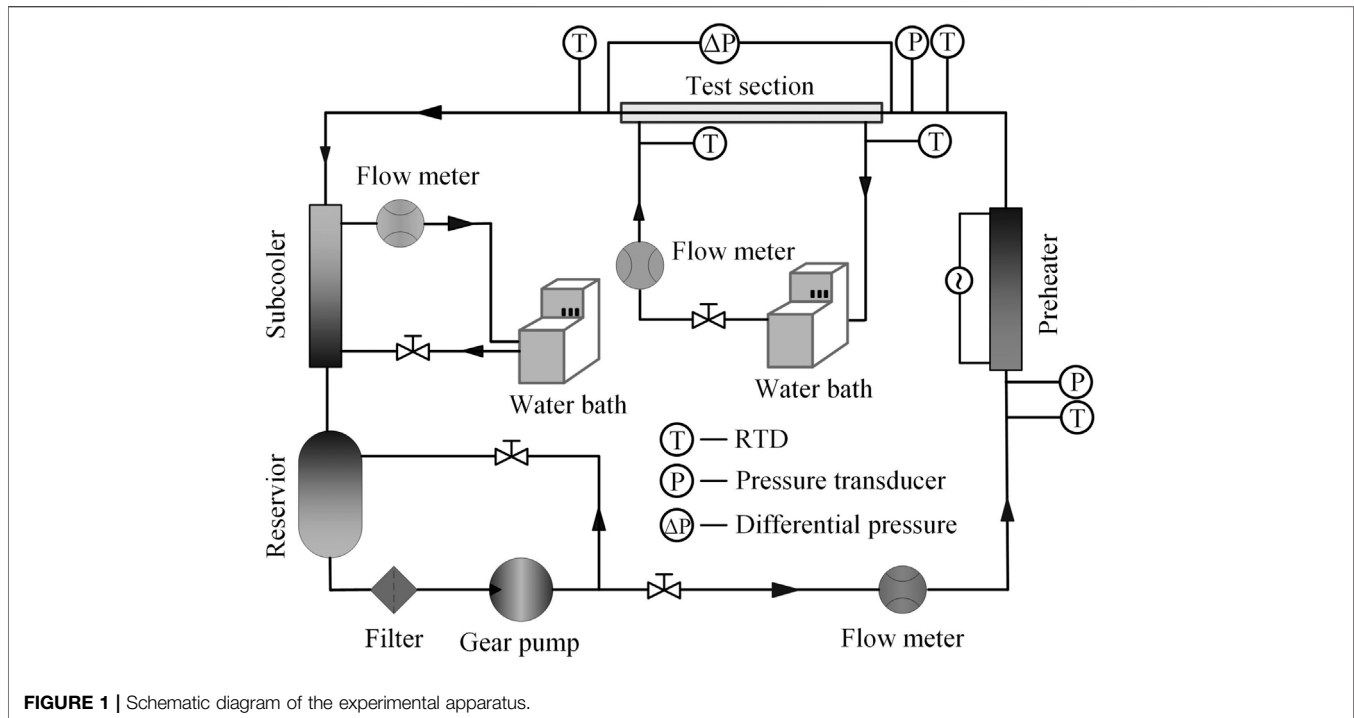 T
ΔP
P
T
Test section
T
T
Flow meter
Subcooler
Flow meter
Preheater
~
Water bath
Water bath
P
T
T — RTD
P — Pressure transducer
ΔP — Differential pressure
Reservior
Filter
Gear pump
Flow meter
FIGURE 1 | Schematic diagram of the experimental apparatus.